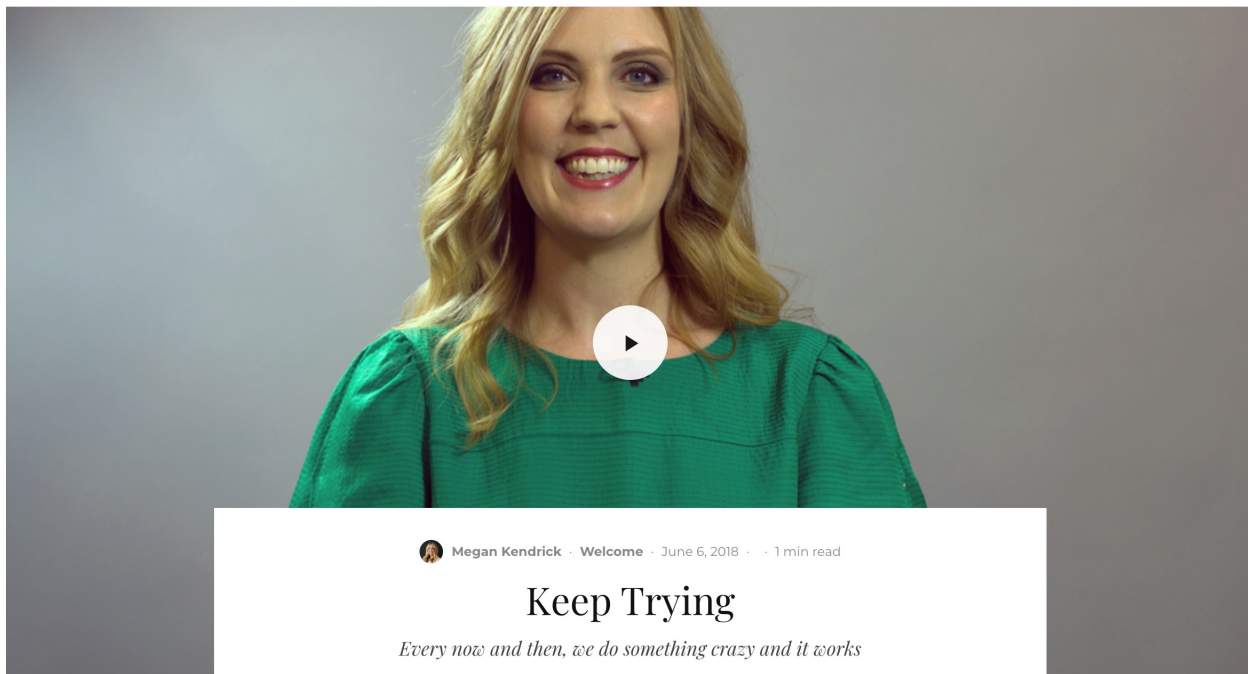 Megan Kendrick · Welcome · June 6, 2018 · · 1 min read
Keep Trying
Every now and then, we do something crazy and it works